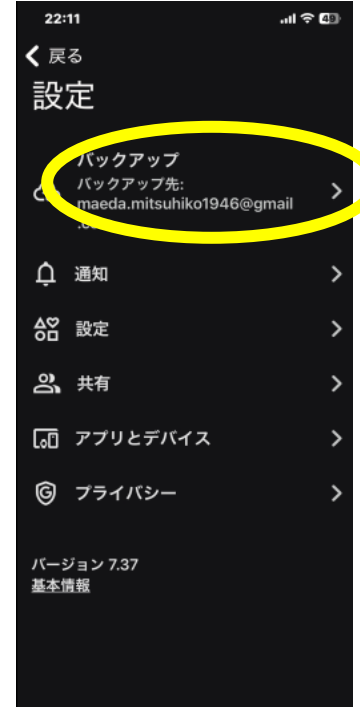 22:11
戻る
設定
バックアップ
バックアップ先:
maeda.mitsuhiko1946@gmail
通知
設定
共有
アプリとデバイス
プライバシー
バージョン 7.37
基本情報